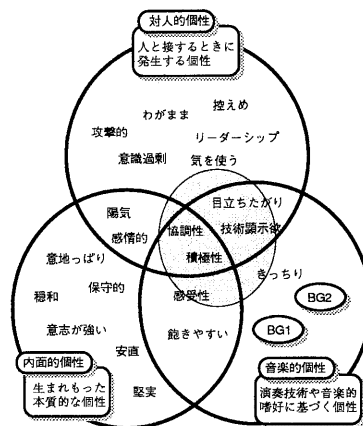 対人的個性
人と接するときに
発生する個性
控えめ
わがまま
攻撃的
リーダーシップ
意識過剰
気を使う
陽気
目立ちたがり
感情的
協調性
技術顕示欲
意地っぱり
積極性
きっちり
保守的
穏和
感受性
BG2
意志が強い
飽きやすい
BG1
安直
内面的個性
生まれもった
本質的な個性
堅実
音楽的個性
演奏技術や音楽的
嗜好に基づく個性